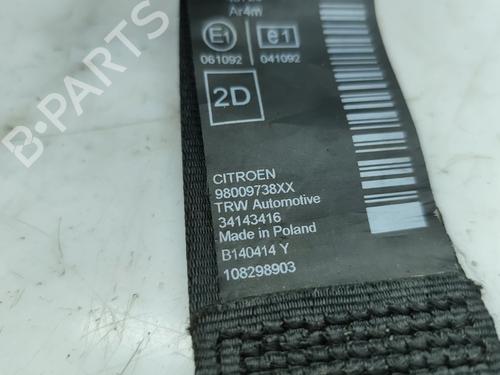 Ar4m
E1 e1
061092 041092
2D
CITROEN
98009738XX
TRW Automotive
34143416
Made in Poland
B140414 Y
108298903
B-PARTS